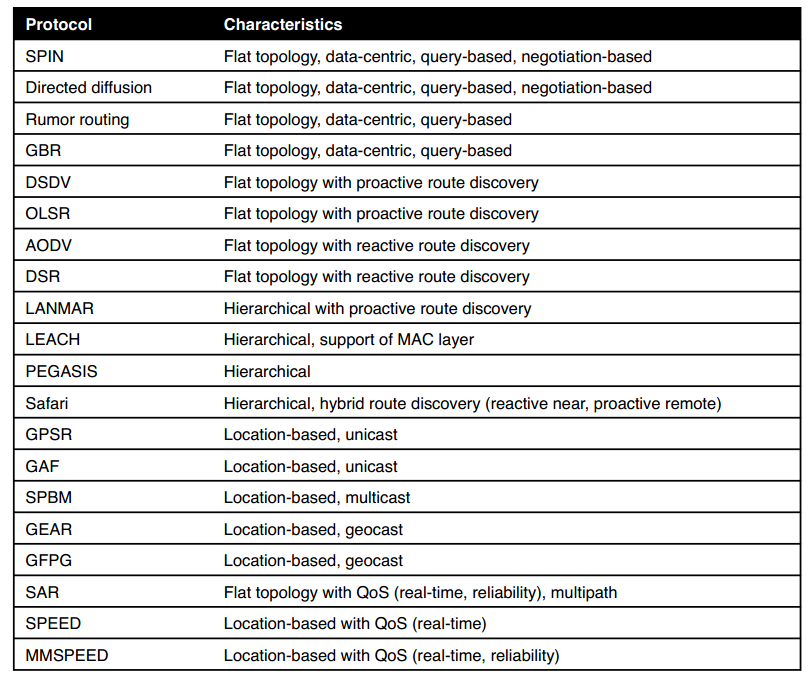 Protocol Characteristics
SPIN Flat topology, data-centric, query-based, negotiation-based
Directed diffusion Flat topology, data-centric, query-based, negotiation-based
Rumor routing Flat topology, data-centric, query-based
GBR Flat topology, data-centric, query-based
DSDV Flat topology with proactive route discovery
OLSR Flat topology with proactive route discovery
AODV Flat topology with reactive route discovery
DSR Flat topology with reactive route discovery
LANMAR Hierarchical with proactive route discovery
LEACH Hierarchical, support of MAC layer
PEGASIS Hierarchical
Safari Hierarchical, hybrid route discovery (reactive near, proactive remote)
GPSR Location-based, unicast
GAF Location-based, unicast
SPBM Location-based, multicast
GEAR Location-based, geocast
GFPG Location-based, geocast
SAR Flat topology with QoS (real-time, reliability), multipath
SPEED Location-based with QoS (real-time)
MMSPEED Location-based with QoS (real-time, reliability)